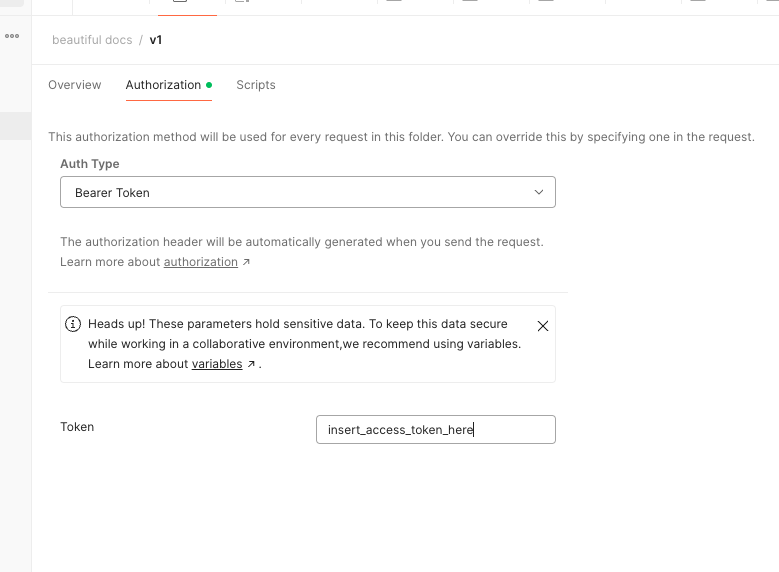 beautiful docs / v1
Overview Authorization Scripts
This authorization method will be used for every request in this folder. You can override this by specifying one in the request.
Auth Type
Bearer Token
The authorization header will be automatically generated when you send the request.
Learn more about authorization ↗
Heads up! These parameters hold sensitive data. To keep this data secure
while working in a collaborative environment,we recommend using variables.
Learn more about variables ↗ .
Token insert_access_token_here